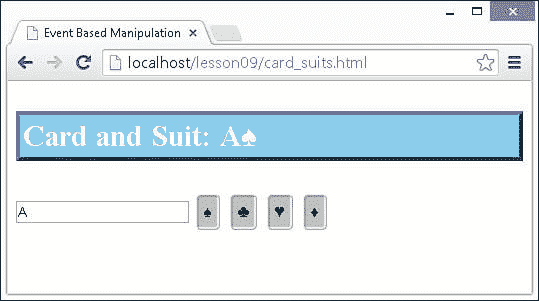 Event Based Manipulation
localhost/lesson09/card_suits.html
Card and Suit: A♠
A ♠ ♣ ♥ ♦